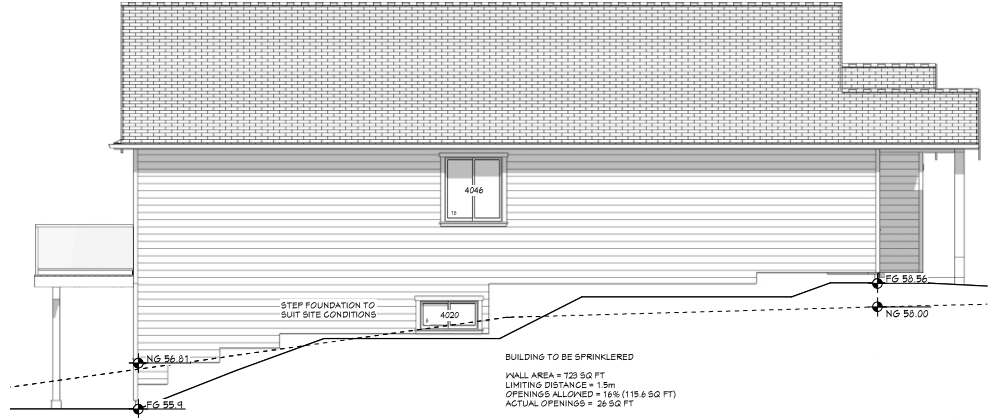 4046
18
FG 58.56
STEP FOUNDATION TO
SUIT SITE CONDITIONS
4020
8
NG 58.00
NG 56.81
BUILDING TO BE SPRINKLERED
WALL AREA = 723 SQ FT
LIMITING DISTANCE = 1.5m
OPENINGS ALLOWED = 16% (115.6 SQ FT)
ACTUAL OPENINGS = 26 SQ FT
FG 55.9